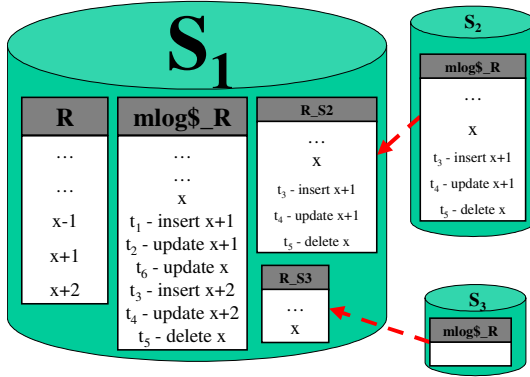 S1
R
…
…
x-1
x+1
x+2
mlog$_R
…
…
x
t1 - insert x+1
t2 - update x+1
t6 - update x
t3 - insert x+2
t4 - update x+2
t5 - delete x
R_S2
…
x
t3 - insert x+1
t4 - update x+1
t5 - delete x
R_S3
…
x
S2
mlog$_R
…
x
t3 - insert x+1
t4 - update x+1
t5 - delete x
S3
mlog$_R